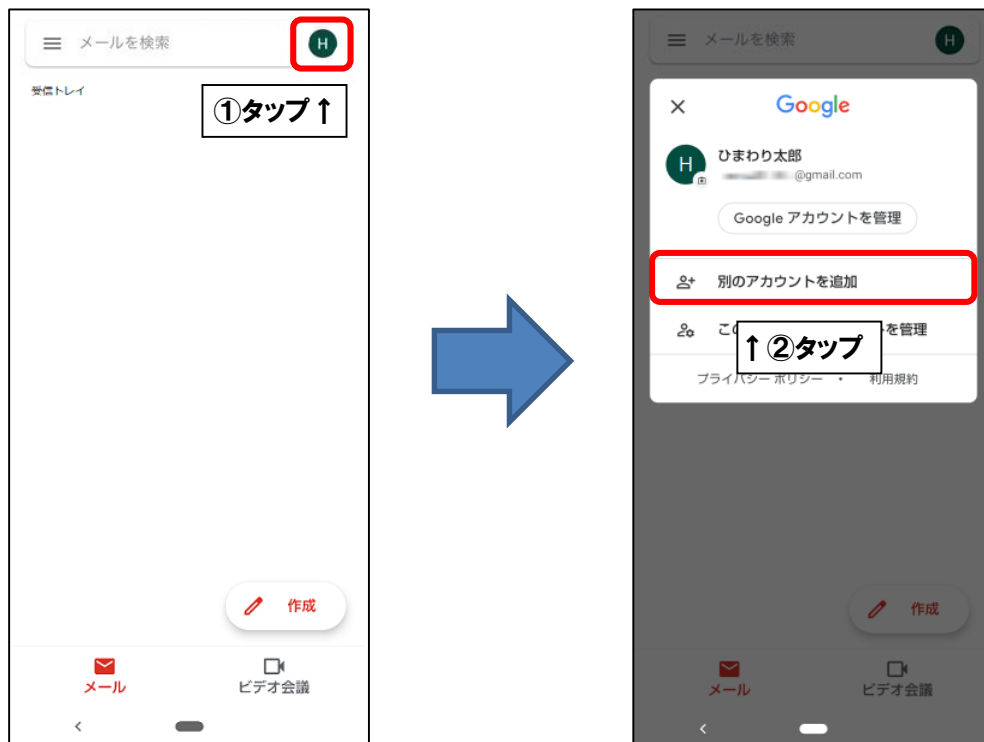 メールを検索
H
受信トレイ
①タップ↑
作成
メール
ビデオ会議
メールを検索
H
Google
H
ひまわり太郎
@gmail.com
Google アカウントを管理
別のアカウントを追加
こ を管理
↑②タップ
プライバシー ポリシー ・ 利用規約
作成
メール
ビデオ会議